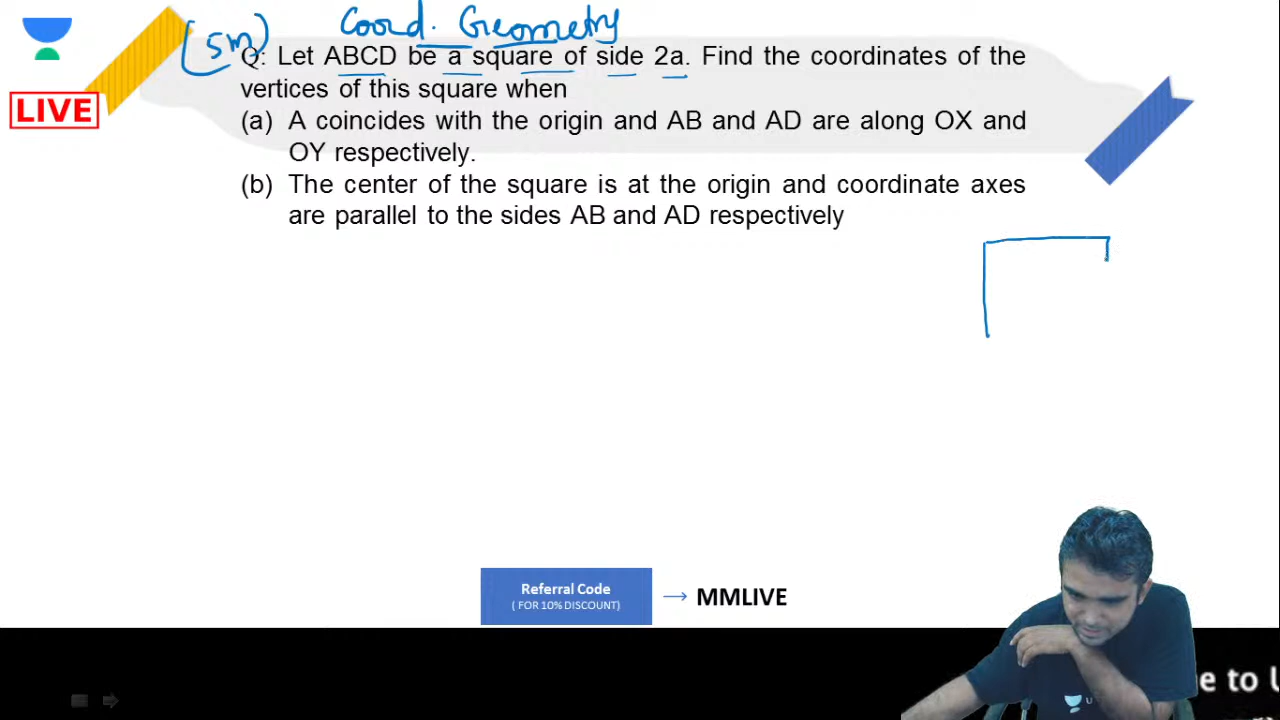 (5m) Coord. Geometry
Q: Let ABCD be a square of side 2a. Find the coordinates of the
LIVE
vertices of this square when
(a) A coincides with the origin and AB and AD are along OX and
OY respectively.
(b) The center of the square is at the origin and coordinate axes
are parallel to the sides AB and AD respectively
Referral Code
( FOR 10% DISCOUNT)
→ MMLIVE
e to